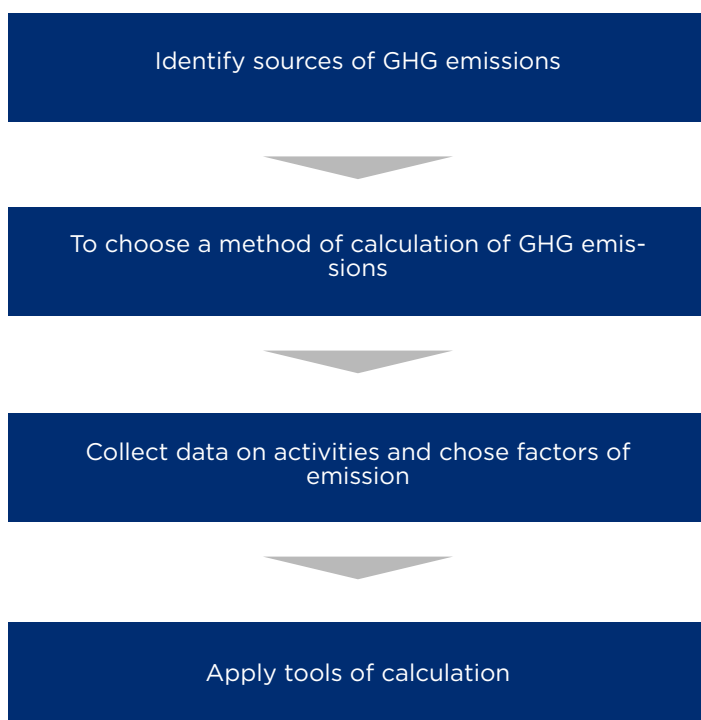 Identify sources of GHG emissions
To choose a method of calculation of GHG emis-
sions
Collect data on activities and chose factors of
emission
Apply tools of calculation